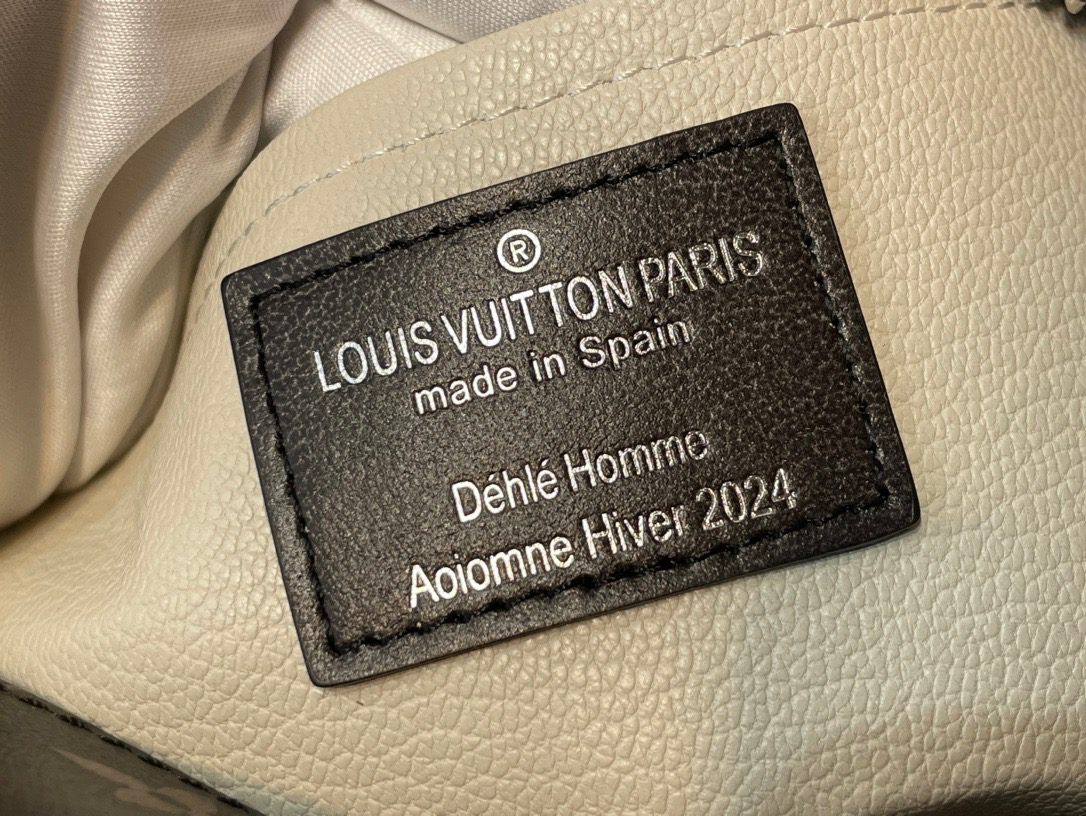 ®
LOUIS VUITTON PARIS
made in Spain
Déhlé Homme
Aoiomne Hiver 2024